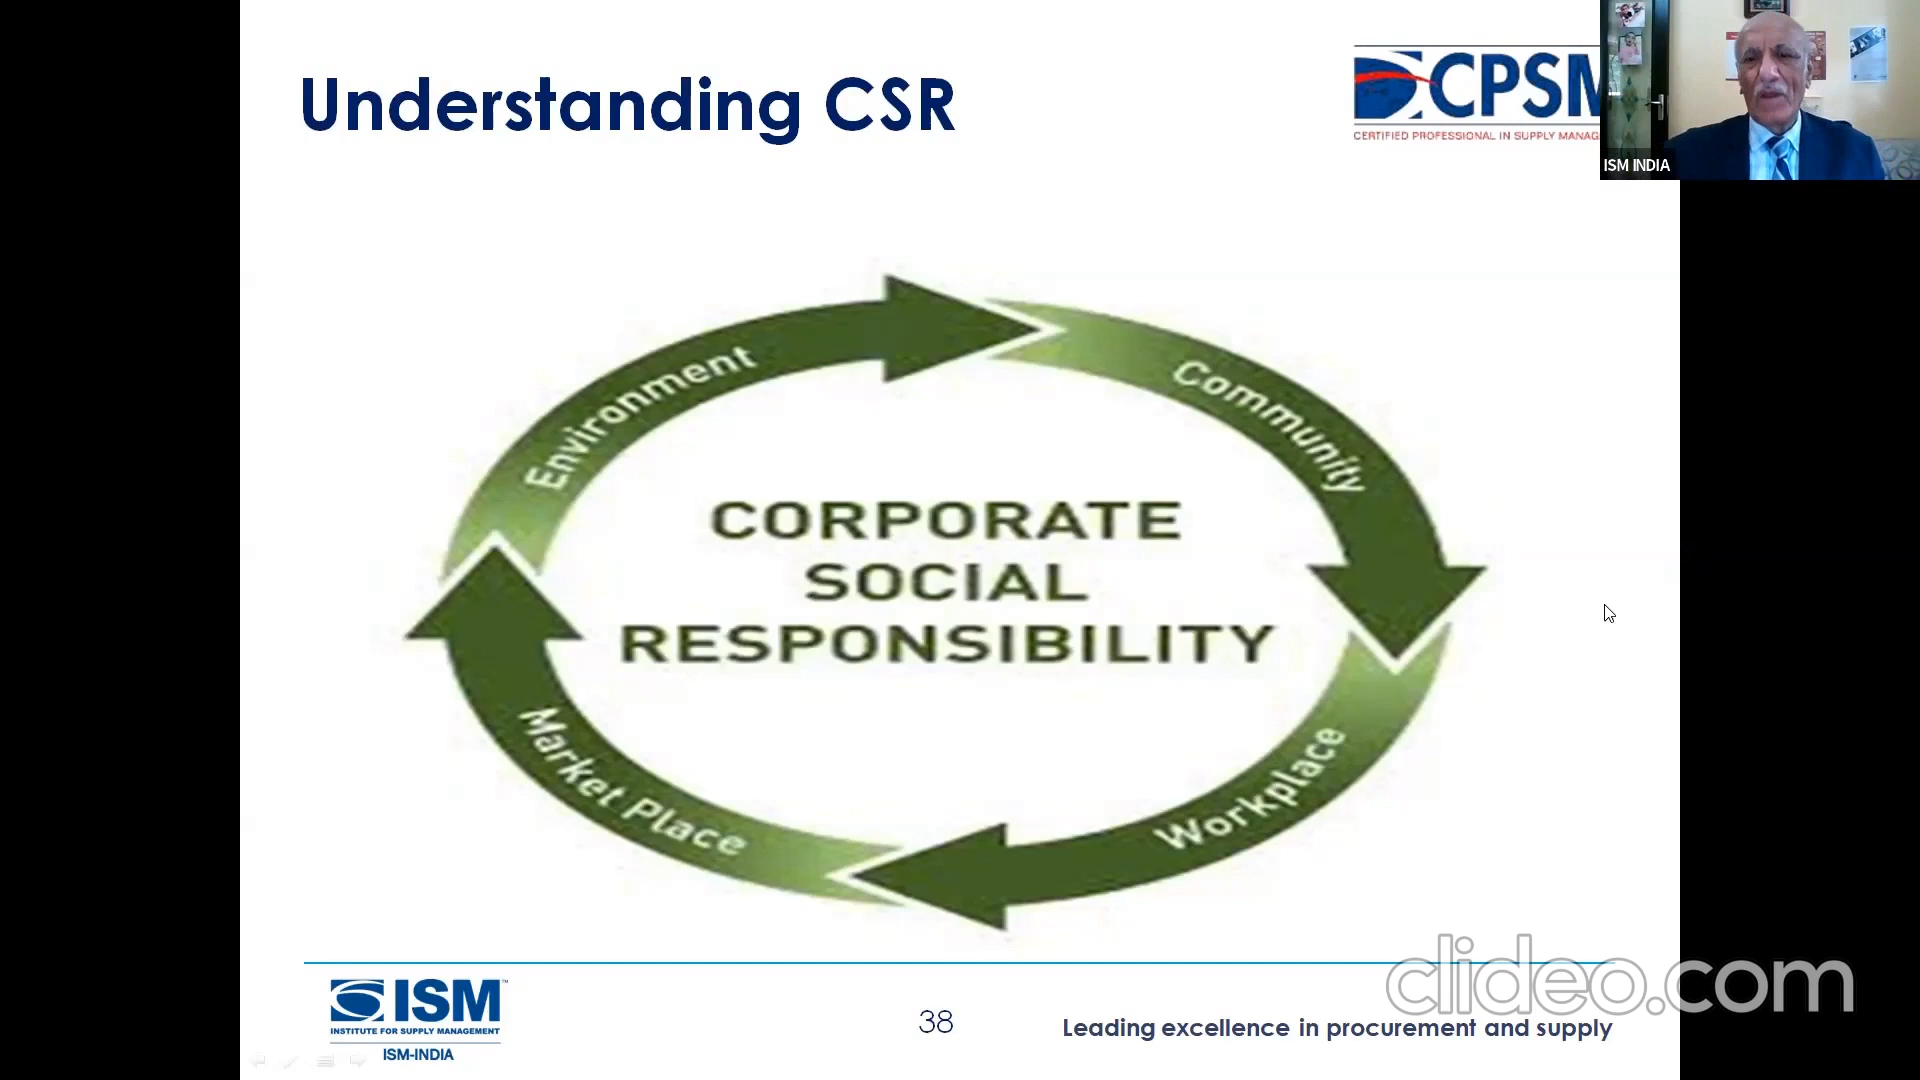 Understanding CSR
CPSM
CERTIFIED PROFESSIONAL IN SUPPLY MANAG
ISM INDIA
Environment
Community
CORPORATE
SOCIAL
RESPONSIBILITY
Market Place
Workplace
ISM™
INSTITUTE FOR SUPPLY MANAGEMENT
ISM-INDIA
38
Leading excellence in procurement and supply
clideo.com